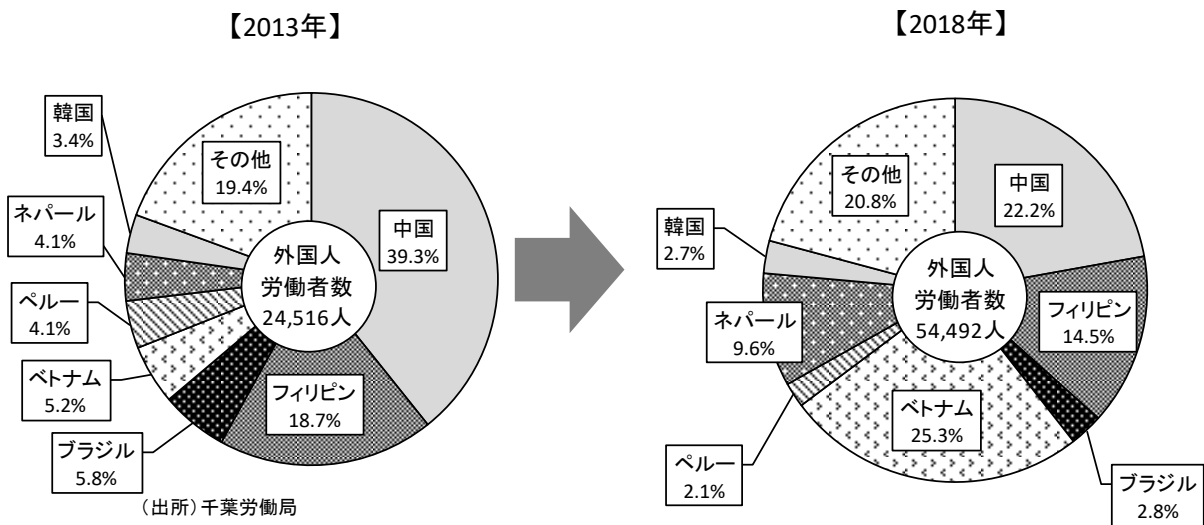 【2013年】
韓国
3.4%
その他
19.4%
ネパール
4.1%
中国
39.3%
外国人
労働者数
24,516人
ペルー
4.1%
ベトナム
5.2%
フィリピン
18.7%
ブラジル
5.8%
（出所）千葉労働局
【2018年】
その他
20.8%
中国
22.2%
韓国
2.7%
外国人
労働者数
54,492人
ネパール
9.6%
フィリピン
14.5%
ベトナム
25.3%
ペルー
2.1%
ブラジル
2.8%